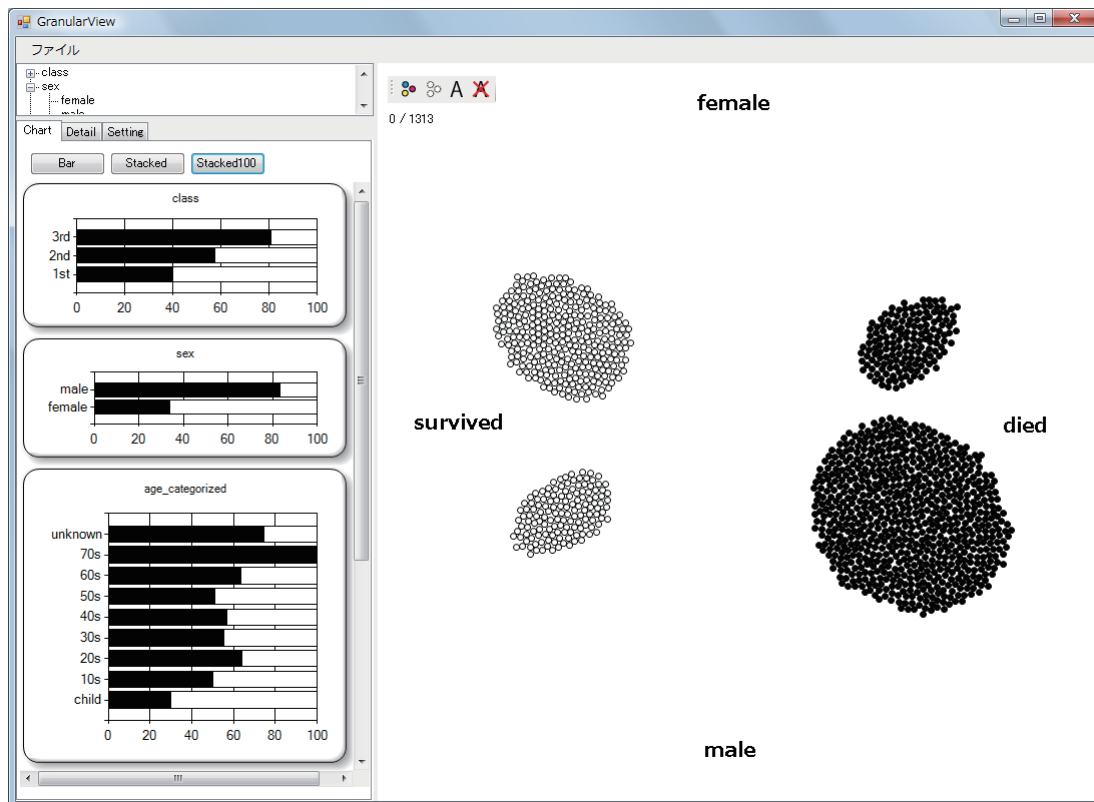 GranularView
ファイル
class
sex
female
male
Chart Detail Setting
Bar Stacked Stacked100
class
3rd
2nd
1st
0 20 40 60 80 100
sex
male
female
0 20 40 60 80 100
age_categorized
unknown
70s
60s
50s
40s
30s
20s
10s
child
0 20 40 60 80 100
A A
0 / 1313
female
survived
died
male